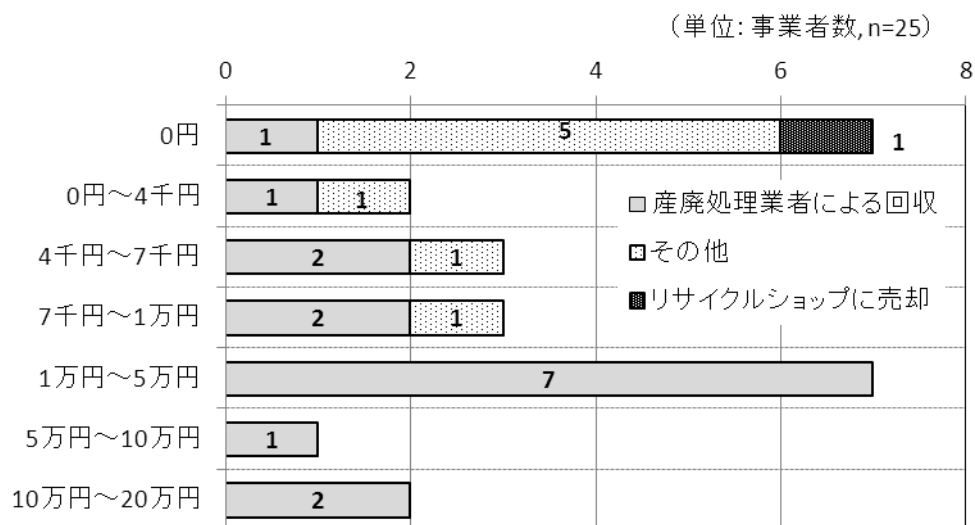 （単位: 事業者数, n=25）
0 2 4 6 8
0円 1 5 1
0円～4千円 1 1
4千円～7千円 2 1
7千円～1万円 2 1
1万円～5万円 7
5万円～10万円 1
10万円～20万円 2
産廃処理業者による回収
その他
リサイクルショップに売却